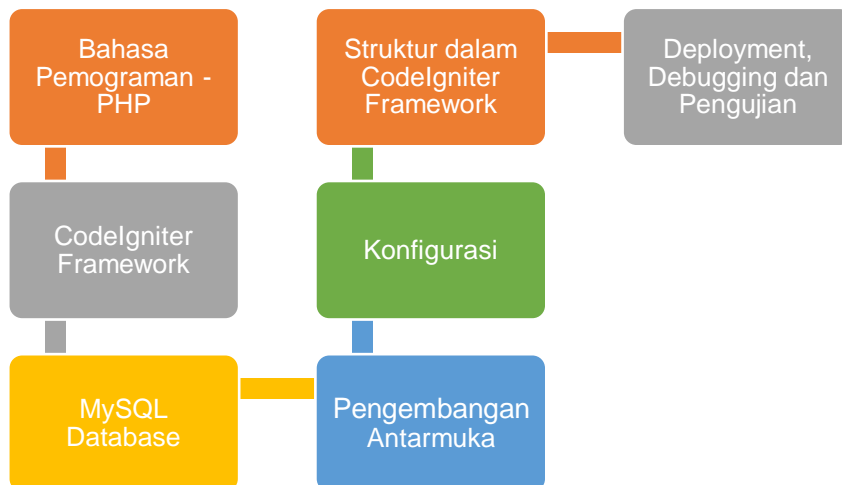 Bahasa
Pemograman -
PHP
CodeIgniter
Framework
MySQL
Database
Pengembangan
Antarmuka
Konfigurasi
Struktur dalam
CodeIgniter
Framework
Deployment,
Debugging dan
Pengujian